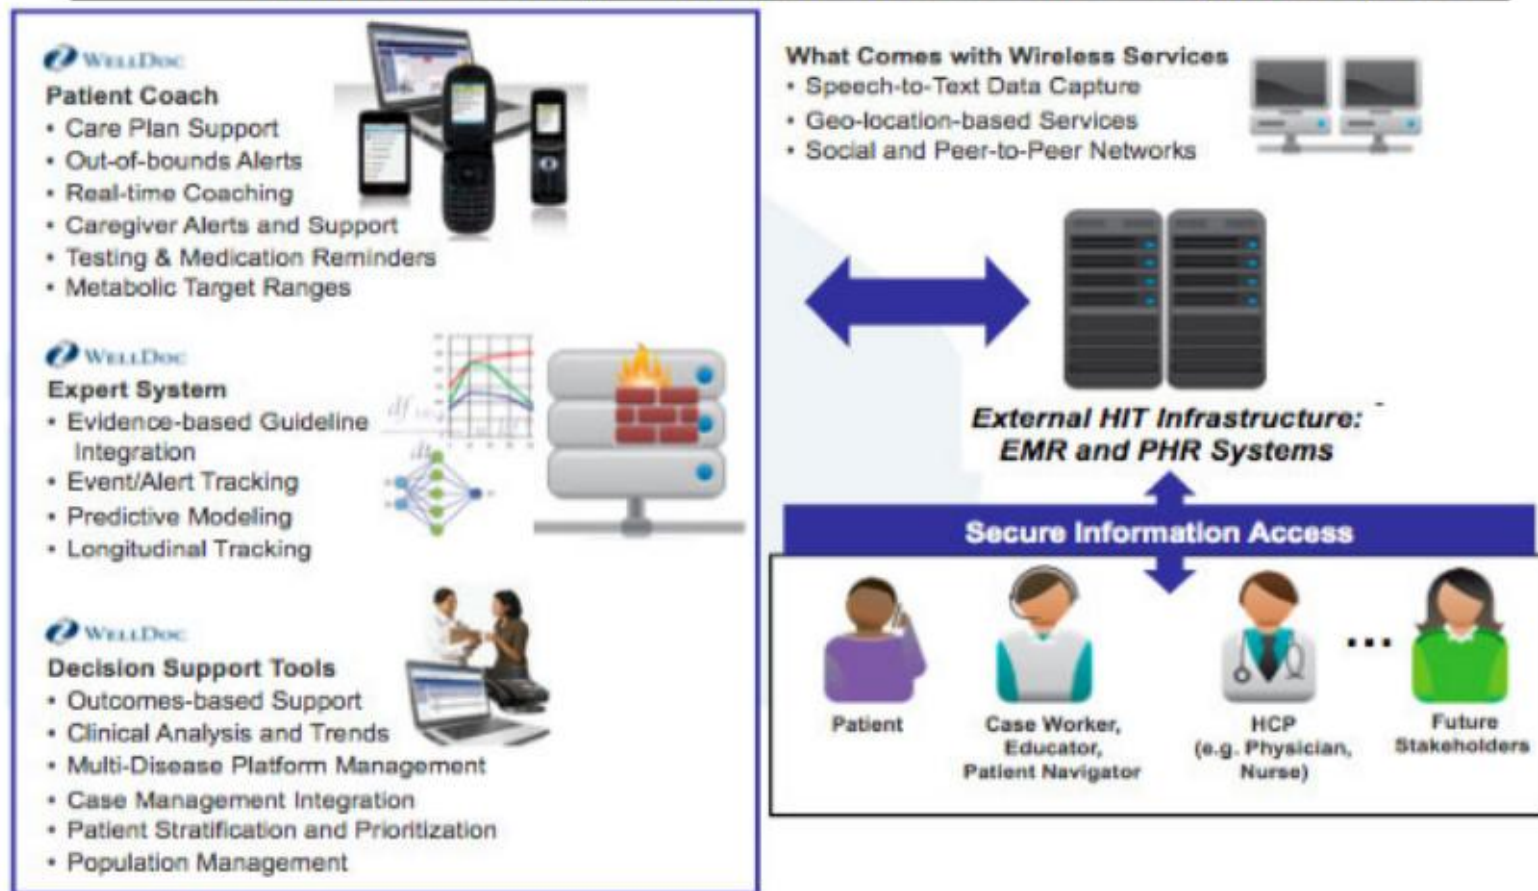 WellDoc
Patient Coach
• Care Plan Support
• Out-of-bounds Alerts
• Real-time Coaching
• Caregiver Alerts and Support
• Testing & Medication Reminders
• Metabolic Target Ranges
WellDoc
Expert System
• Evidence-based Guideline
Integration
• Event/Alert Tracking
• Predictive Modeling
• Longitudinal Tracking
WellDoc
Decision Support Tools
• Outcomes-based Support
• Clinical Analysis and Trends
• Multi-Disease Platform Management
• Case Management Integration
• Patient Stratification and Prioritization
• Population Management
What Comes with Wireless Services
• Speech-to-Text Data Capture
• Geo-location-based Services
• Social and Peer-to-Peer Networks
External HIT Infrastructure:
EMR and PHR Systems
Secure Information Access
Patient
Case Worker,
Educator,
Patient Navigator
HCP
(e.g. Physician,
Nurse)
...
Future
Stakeholders